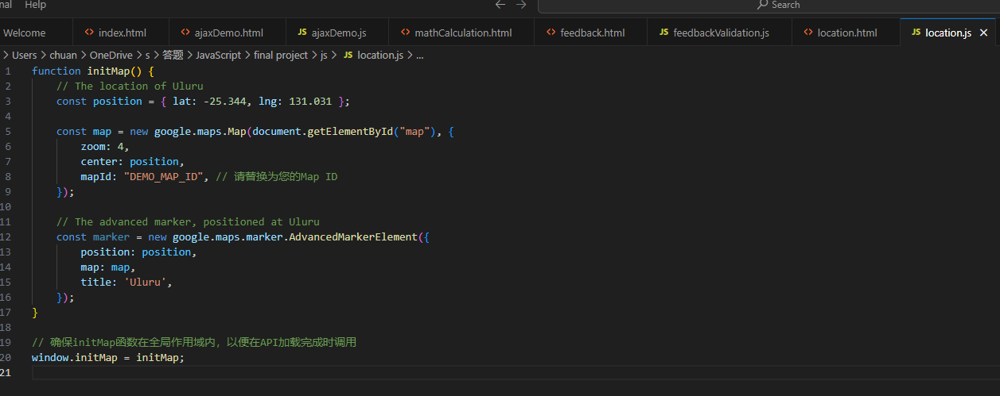 nal Help Search
Welcome index.html ajaxDemo.html JS ajaxDemo.js mathCalculation.html feedback.html JS feedbackValidation.js location.html JS location.js
> Users > chuan > OneDrive > s > 答题 > JavaScript > final project > js > JS location.js > ...
1 function initMap() {
2 // The location of Uluru
3 const position = { lat: -25.344, lng: 131.031 };
4
5 const map = new google.maps.Map(document.getElementById("map"), {
6 zoom: 4,
7 center: position,
8 mapId: "DEMO_MAP_ID", // 请替换为您的Map ID
9 });
10
11 // The advanced marker, positioned at Uluru
12 const marker = new google.maps.marker.AdvancedMarkerElement({
13 position: position,
14 map: map,
15 title: 'Uluru',
16 });
17 }
18
19 // 确保initMap函数在全局作用域内，以便在API加载完成时调用
20 window.initMap = initMap;
21